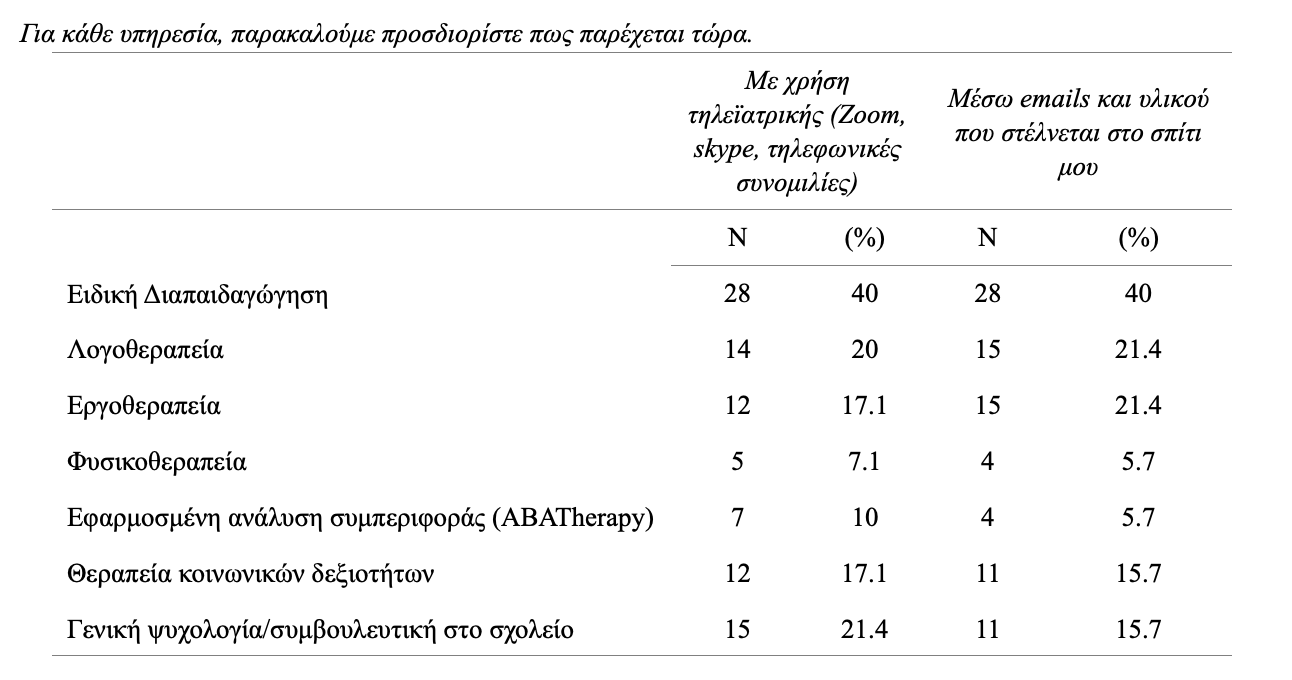 Για κάθε υπηρεσία, παρακαλούμε προσδιορίστε πως παρέχεται τώρα.
Με χρήση τηλεϊατρικής (Zoom, skype, τηλεφωνικές συνομιλίες) Μέσω emails και υλικού που στέλνεται στο σπίτι μου
N (%) N (%)
Ειδική Διαπαιδαγώγηση 28 40 28 40
Λογοθεραπεία 14 20 15 21.4
Εργοθεραπεία 12 17.1 15 21.4
Φυσικοθεραπεία 5 7.1 4 5.7
Εφαρμοσμένη ανάλυση συμπεριφοράς (ABATherapy) 7 10 4 5.7
Θεραπεία κοινωνικών δεξιοτήτων 12 17.1 11 15.7
Γενική ψυχολογία/συμβουλευτική στο σχολείο 15 21.4 11 15.7